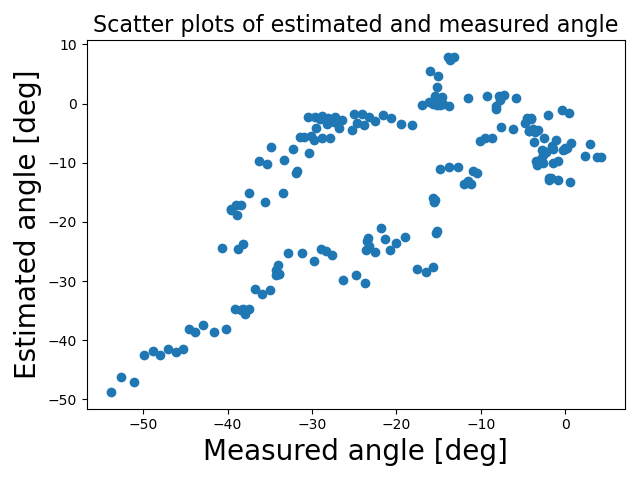 Scatter plots of estimated and measured angle
Estimated angle [deg]
10
0
−10
−20
−30
−40
−50
−50 −40 −30 −20 −10 0
Measured angle [deg]